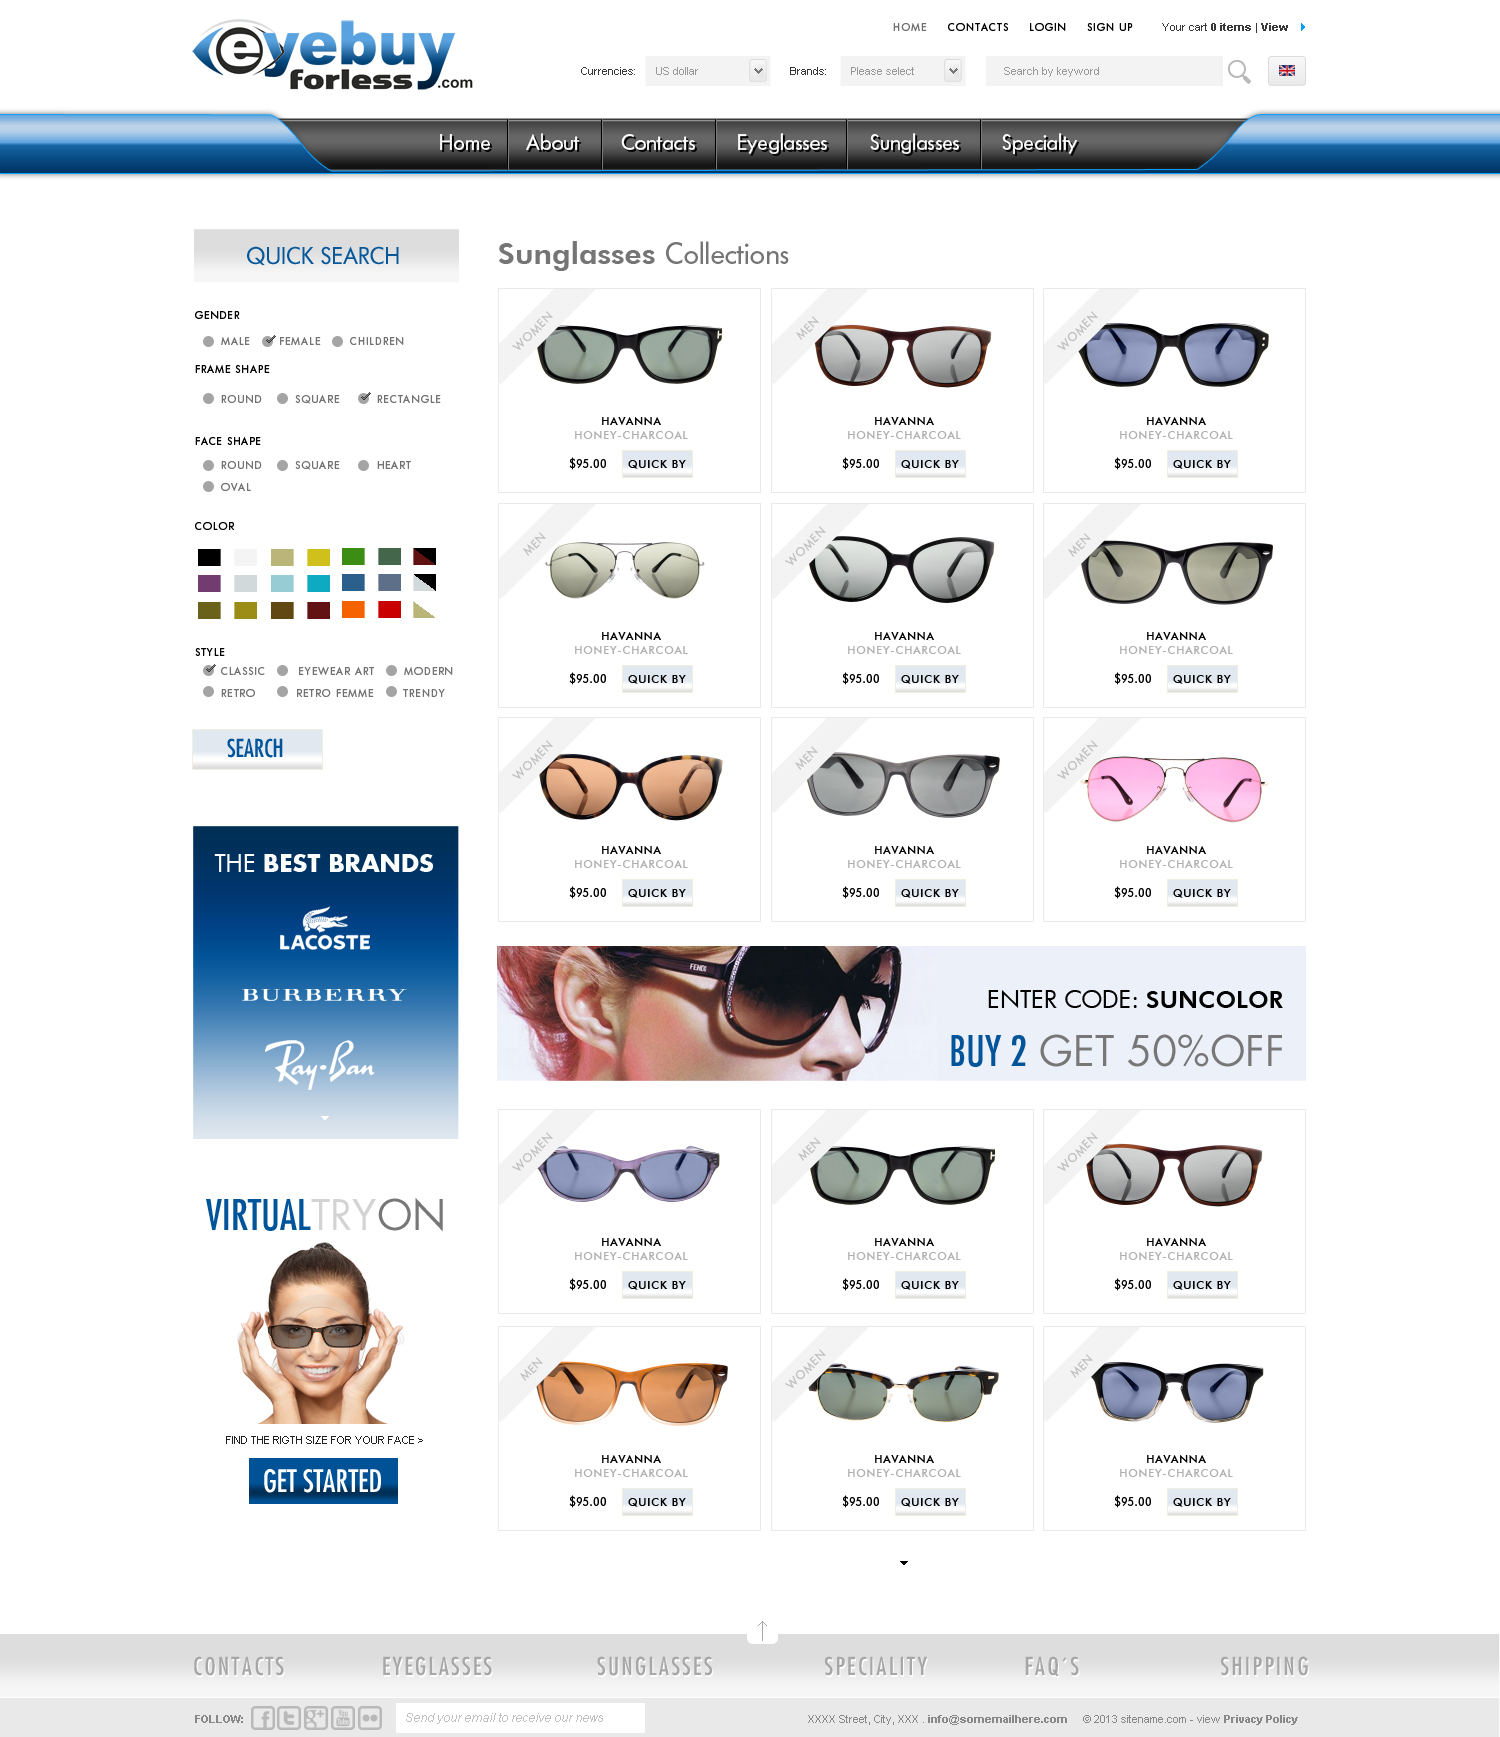 eyebuy
forless.com
HOME CONTACTS LOGIN SIGN UP Your cart 0 items | View
Currencies: US dollar Brands: Please select Search by keyword
Home About Contacts Eyeglasses Sunglasses Specialty
QUICK SEARCH
GENDER
MALE FEMALE CHILDREN
FRAME SHAPE
ROUND SQUARE RECTANGLE
FACE SHAPE
ROUND SQUARE HEART
OVAL
COLOR
STYLE
CLASSIC EYEWEAR ART MODERN
RETRO RETRO FEMME TRENDY
SEARCH
THE BEST BRANDS
LACOSTE
BURBERRY
Ray-Ban
VIRTUALTRYON
FIND THE RIGTH SIZE FOR YOUR FACE >
GET STARTED
Sunglasses Collections
WOMEN MEN WOMEN
HAVANNA HAVANNA HAVANNA
HONEY-CHARCOAL HONEY-CHARCOAL HONEY-CHARCOAL
$95.00 QUICK BY $95.00 QUICK BY $95.00 QUICK BY
MEN WOMEN MEN
HAVANNA HAVANNA HAVANNA
HONEY-CHARCOAL HONEY-CHARCOAL HONEY-CHARCOAL
$95.00 QUICK BY $95.00 QUICK BY $95.00 QUICK BY
WOMEN MEN WOMEN
HAVANNA HAVANNA HAVANNA
HONEY-CHARCOAL HONEY-CHARCOAL HONEY-CHARCOAL
$95.00 QUICK BY $95.00 QUICK BY $95.00 QUICK BY
FENDI
ENTER CODE: SUNCOLOR
BUY 2 GET 50%OFF
WOMEN MEN WOMEN
HAVANNA HAVANNA HAVANNA
HONEY-CHARCOAL HONEY-CHARCOAL HONEY-CHARCOAL
$95.00 QUICK BY $95.00 QUICK BY $95.00 QUICK BY
MEN WOMEN MEN
HAVANNA HAVANNA HAVANNA
HONEY-CHARCOAL HONEY-CHARCOAL HONEY-CHARCOAL
$95.00 QUICK BY $95.00 QUICK BY $95.00 QUICK BY
CONTACTS EYEGLASSES SUNGLASSES SPECIALITY FAQ´S SHIPPING
FOLLOW: f t g+ You Tube Send your email to receive our news XXXX Street, City, XXX . info@somemailhere.com © 2013 sitename.com - view Privacy Policy